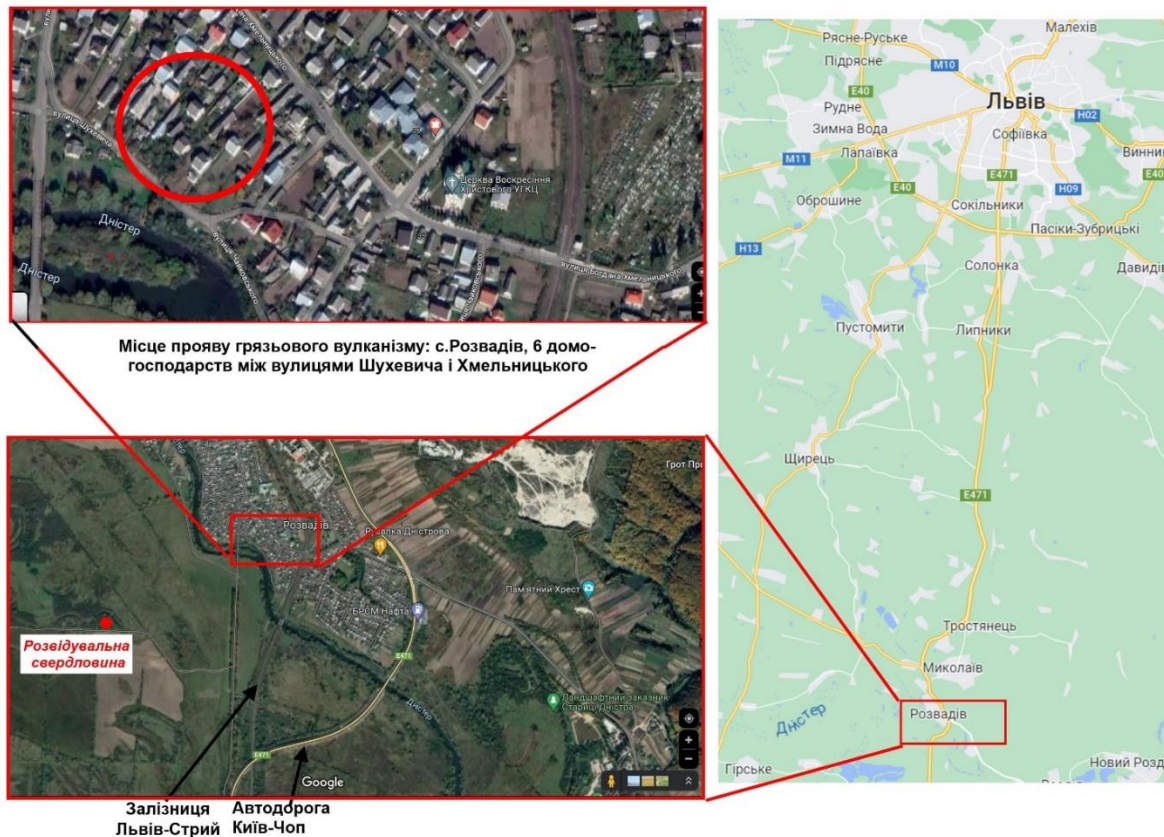 вулиця Шухевича
Хмельницького
Дністер
Дністер
вулиця Чайковського
Церква Воскресіння
Христового УГКЦ
вулиця Богдана Хмельницького
Місце прояву грязьового вулканізму: с.Розвадів, 6 домо-
господарств між вулицями Шухевича і Хмельницького
Розвадів
Русалка Дністрова
Грот При
Пам'ятний Хрест
БРСМ Нафта
E471
Розвідувальна
свердловина
Дністер
Ландшафтний заказник
Стариці Дністра
E471
Google
Залізниця
Львів-Стрий
Автодорога
Київ-Чоп
Малехів
Рясне-Руське
Підрясне
M10
E40
Львів
Рудне
H02
Зимна Вода
Софіївка
M11
Лапаївка
Винник
E471
E40
E40
H09
Оброшине
Сокільники
Пасіки-Зубрицькі
H13
Солонка
Давидів
Пустомити
Липники
Щирець
E471
Тростянець
Миколаїв
Розвадів
Дністер
Гірське
Новий Розд